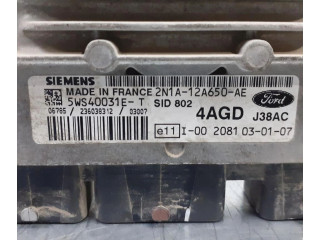 SIEMENS
MADE IN FRANCE 2N1A-12A650-AE
5WS40031E-T SID 802
06785 / 236038312 / 03007
4AGD J38AC
Ford
e11 I-00 2081 03-01-07